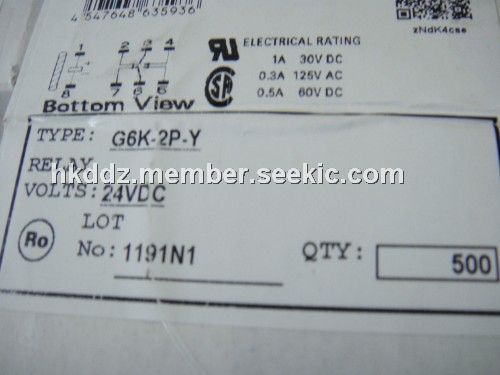 4 547648 635936
zNdK4cse
ELECTRICAL RATING
1A 30V DC
0.3A 125V AC
0.5A 60V DC
1 2 3 4
8 7 6 5
Bottom View
TYPE: G6K-2P-Y
RELAY
hkddz.member.seekic.com
VOLTS: 24VDC
LOT
Ro
No: 1191N1
QTY: 500